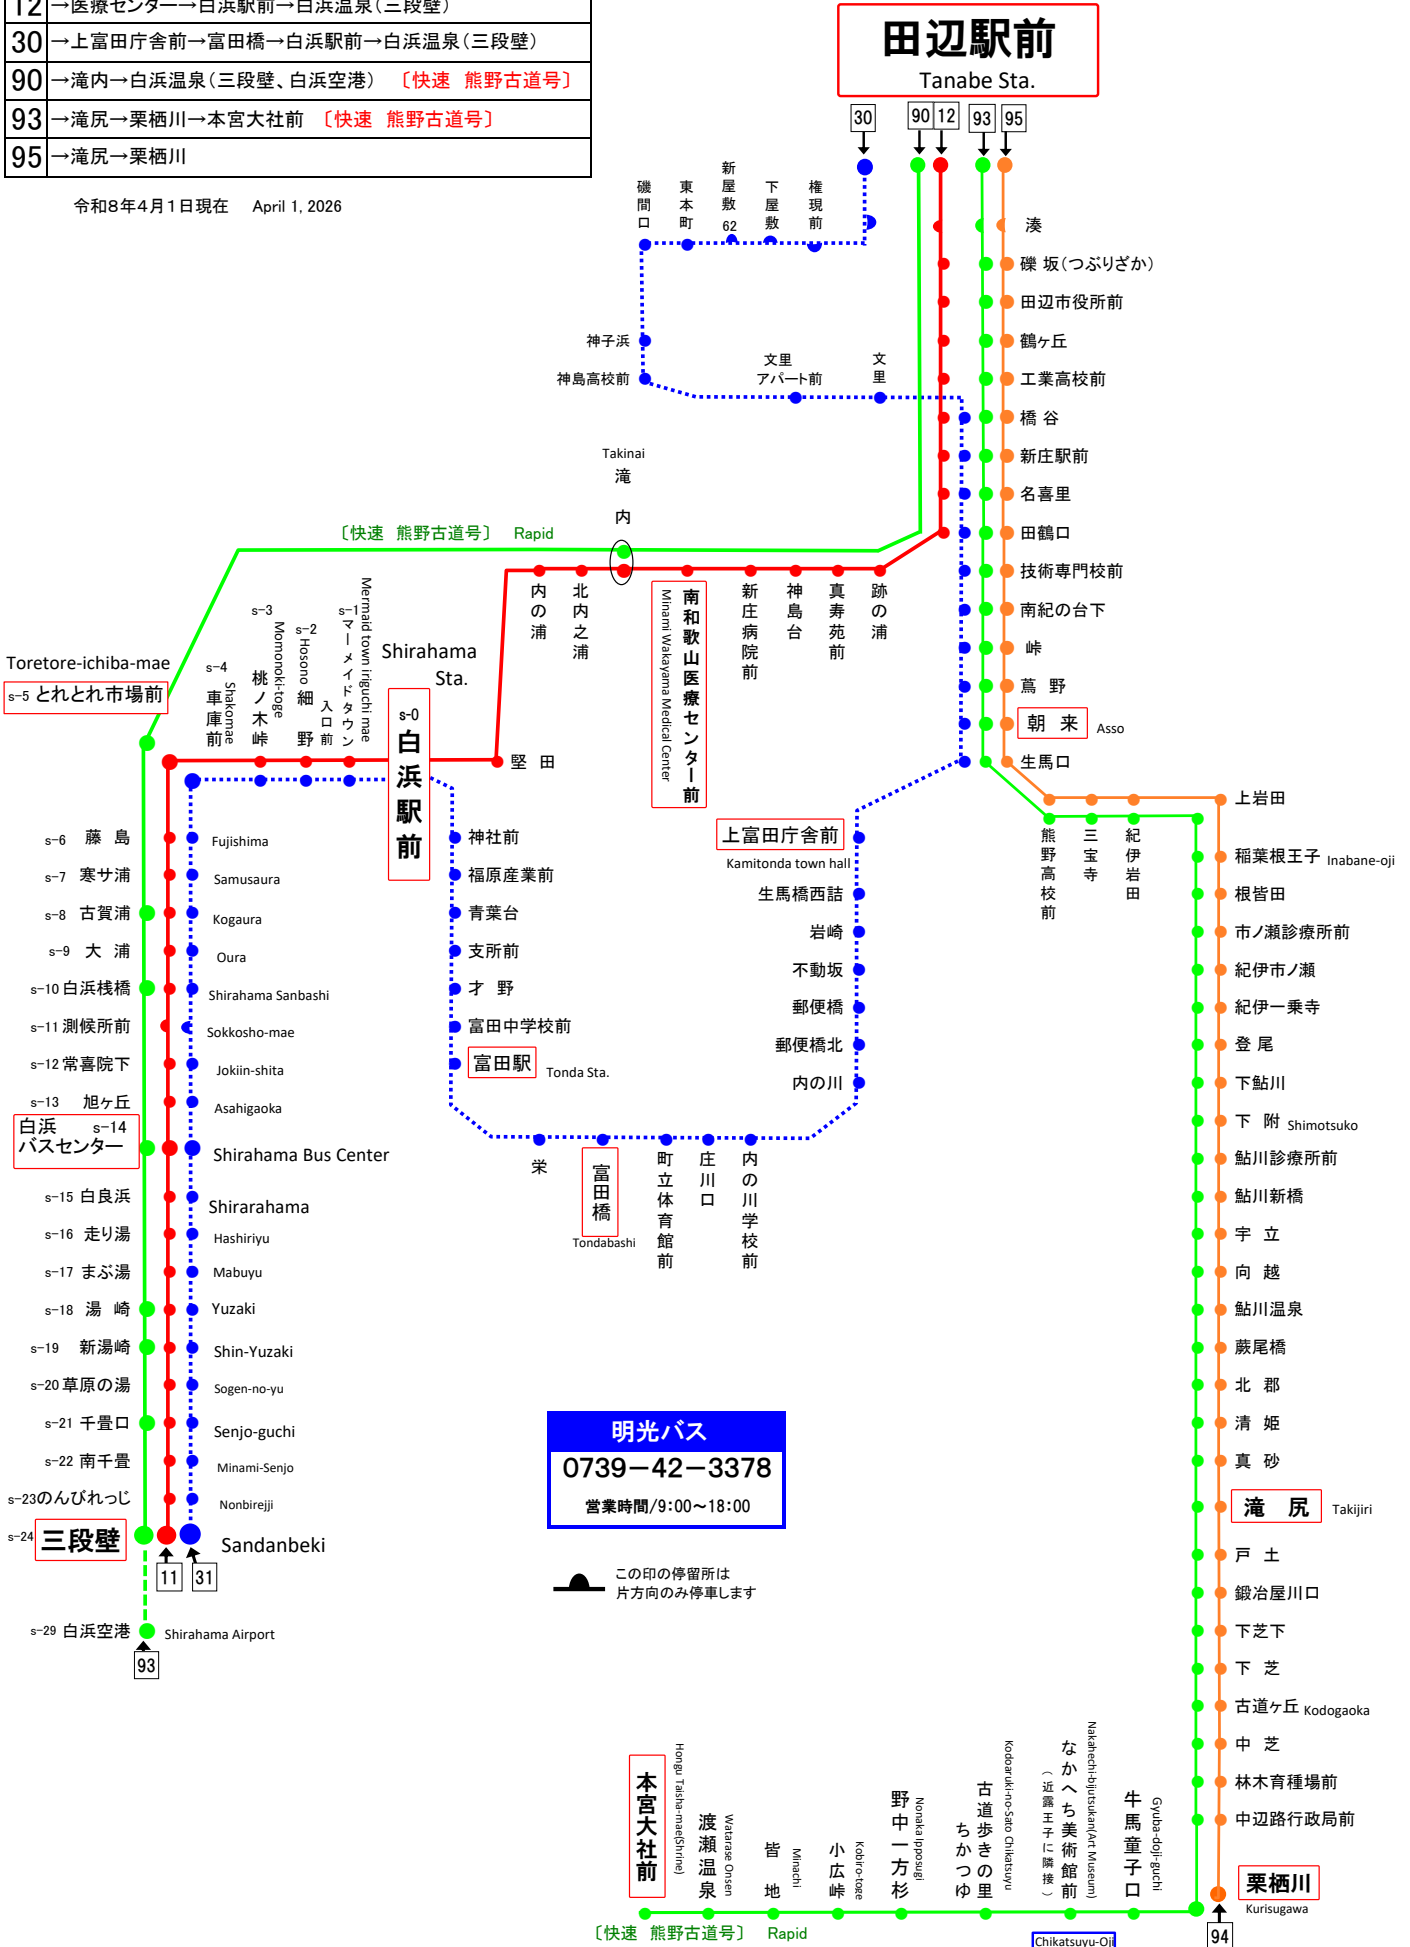 12 →医療センター→白浜駅前→白浜温泉(三段壁)
30 →上富田庁舎前→富田橋→白浜駅前→白浜温泉(三段壁)
90 →滝内→白浜温泉(三段壁、白浜空港) 〔快速 熊野古道号〕
93 →滝尻→栗栖川→本宮大社前 〔快速 熊野古道号〕
95 →滝尻→栗栖川
令和8年4月1日現在 April 1, 2026
田辺駅前
Tanabe Sta.
30 90 12 93 95
磯間口
東本町
新屋敷 62
下屋敷
権現前
湊
礫 坂(つぶりざか)
田辺市役所前
鶴ヶ丘
工業高校前
橋 谷
新庄駅前
名喜里
田鶴口
技術専門校前
南紀の台下
峠
蔦 野
朝 来 Asso
生馬口
神子浜
神島高校前
文里
アパート前
文里
Takinai
滝内
〔快速 熊野古道号〕 Rapid
内の浦
北内之浦
南和歌山医療センター前
Minami Wakayama Medical Center
新庄病院前
神島台
真寿苑前
跡の浦
堅 田
Shirahama
Sta.
s-0
白浜駅前
s-1 マーメイドタウン
入口前
Mermaid town iriguchi mae
s-2 細野
Hosono
s-3 桃ノ木峠
Momonoki-toge
s-4 車庫前
Shakomae
Toretore-ichiba-mae
s-5 とれとれ市場前
s-6 藤 島 Fujishima
s-7 寒サ浦 Samusaura
s-8 古賀浦 Kogaura
s-9 大 浦 Oura
s-10 白浜桟橋 Shirahama Sanbashi
s-11 測候所前 Sokkosho-mae
s-12 常喜院下 Jokiin-shita
s-13 旭ヶ丘 Asahigaoka
白浜 s-14
バスセンター Shirahama Bus Center
s-15 白良浜 Shirarahama
s-16 走り湯 Hashiriyu
s-17 まぶ湯 Mabuyu
s-18 湯 崎 Yuzaki
s-19 新湯崎 Shin-Yuzaki
s-20 草原の湯 Sogen-no-yu
s-21 千畳口 Senjo-guchi
s-22 南千畳 Minami-Senjo
s-23 のんびれっじ Nonbirejji
s-24 三段壁 Sandanbeki
11 31
s-29 白浜空港 Shirahama Airport
93
神社前
福原産業前
青葉台
支所前
才 野
富田中学校前
富田駅 Tonda Sta.
栄
富田橋
Tondabashi
町立体育館前
庄川口
内の川学校前
上富田庁舎前
Kamitonda town hall
生馬橋西詰
岩崎
不動坂
郵便橋
郵便橋北
内の川
熊野高校前
三宝寺
紀伊岩田
上岩田
稲葉根王子 Inabane-oji
根皆田
市ノ瀬診療所前
紀伊市ノ瀬
紀伊一乗寺
登 尾
下鮎川
下 附 Shimotsuko
鮎川診療所前
鮎川新橋
宇 立
向 越
鮎川温泉
蕨尾橋
北 郡
清 姫
真 砂
滝 尻 Takijiri
戸 土
鍛冶屋川口
下芝下
下 芝
古道ヶ丘 Kodogaoka
中 芝
林木育種場前
中辺路行政局前
栗栖川
Kurisugawa
94
明光バス
0739-42-3378
営業時間/9:00~18:00
この印の停留所は
片方向のみ停車します
本宮大社前
Hongu Taisha-mae(Shrine)
渡瀬温泉
Watarase Onsen
皆地
Minachi
小広峠
Kobiro-toge
野中一方杉
Nonaka Ipposugi
古道歩きの里
ちかつゆ
Kodoaruki-no-Sato Chikatsuyu
なかへち美術館前
(近露王子に隣接)
Nakahechi-bijutsukan(Art Museum)
牛馬童子口
Gyuba-doji-guchi
〔快速 熊野古道号〕 Rapid
Chikatsuyu-Oji